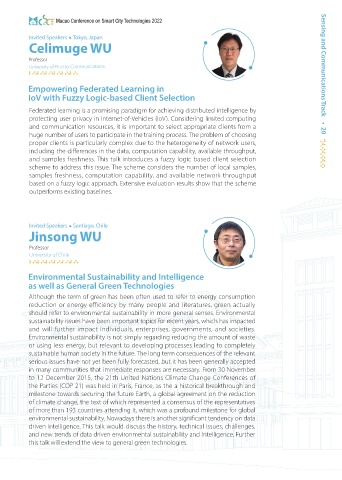 Macao Conference on Smart City Technologies 2022
Sensing and Communications Track • 20
Invited Speakers • Tokyo, Japan
Celimuge WU
Professor
University of Electro-Communications
Empowering Federated Learning in
IoV with Fuzzy Logic-based Client Selection
Federated learning is a promising paradigm for achieving distributed intelligence by
protecting user privacy in Internet-of-Vehicles (IoV). Considering limited computing
and communication resources, it is important to select appropriate clients from a
huge number of users to participate in the training process. The problem of choosing
proper clients is particularly complex due to the heterogeneity of network users,
including the differences in the data, computation capability, available throughput,
and samples freshness. This talk introduces a fuzzy logic based client selection
scheme to address this issue. The scheme considers the number of local samples,
samples freshness, computation capability, and available network throughput
based on a fuzzy logic approach. Extensive evaluation results show that the scheme
outperforms existing baselines.
Invited Speakers • Santiago, Chile
Jinsong WU
Professor
University of Chile
Environmental Sustainability and Intelligence
as well as General Green Technologies
Although the term of green has been often used to refer to energy consumption
reduction or energy efficiency by many people and literatures, green actually
should refer to environmental sustainability in more general senses. Environmental
sustainability issues have been important topics for recent years, which has impacted
and will further impact individuals, enterprises, governments, and societies.
Environmental sustainability is not simply regarding reducing the amount of waste
or using less energy, but relevant to developing processes leading to completely
sustainable human society in the future. The long term consequences of the relevant
serious issues have not yet been fully forecasted, but it has been generally accepted
in many communities that immediate responses are necessary. From 30 November
to 12 December 2015, the 21th United Nations Climate Change Conferences of
the Parties (COP 21) was held in Paris, France, as the a historical breakthrough and
milestone towards securing the future Earth, a global agreement on the reduction
of climate change, the text of which represented a consensus of the representatives
of more than 193 countries attending it, which was a profound milestone for global
environmental sustainability. Nowadays there is another significant tendency on data
driven intelligence. This talk would discuss the history, technical issues, challenges,
and new trends of data driven environmental sustainability and intelligence. Further
this talk will extend the view to general green technologies.